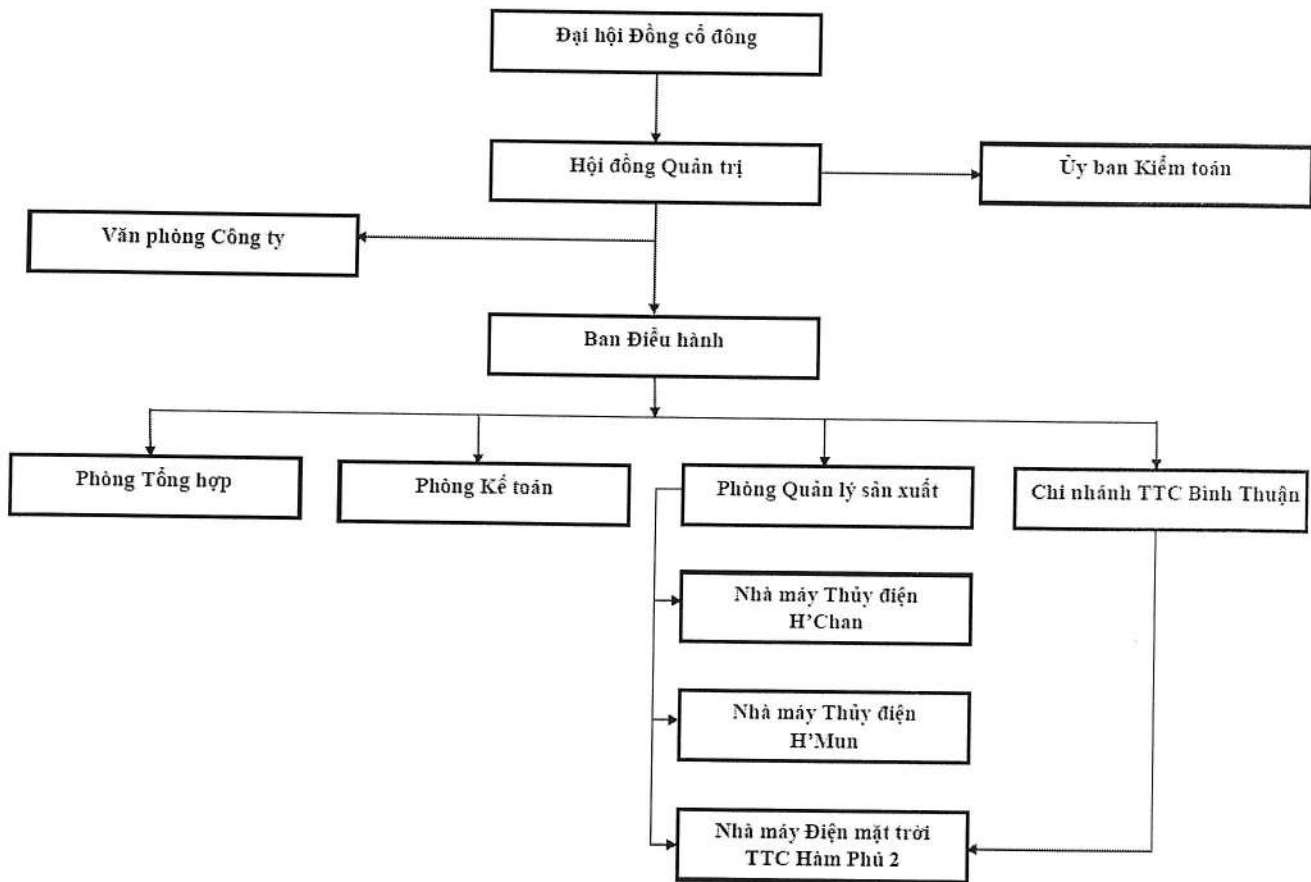 Đại hội Đồng cổ đông
Hội đồng Quản trị
Ủy ban Kiểm toán
Văn phòng Công ty
Ban Điều hành
Phòng Tổng hợp
Phòng Kế toán
Phòng Quản lý sản xuất
Chi nhánh TTC Bình Thuận
Nhà máy Thủy điện
H’Chan
Nhà máy Thủy điện
H’Mun
Nhà máy Điện mặt trời
TTC Hàm Phú 2